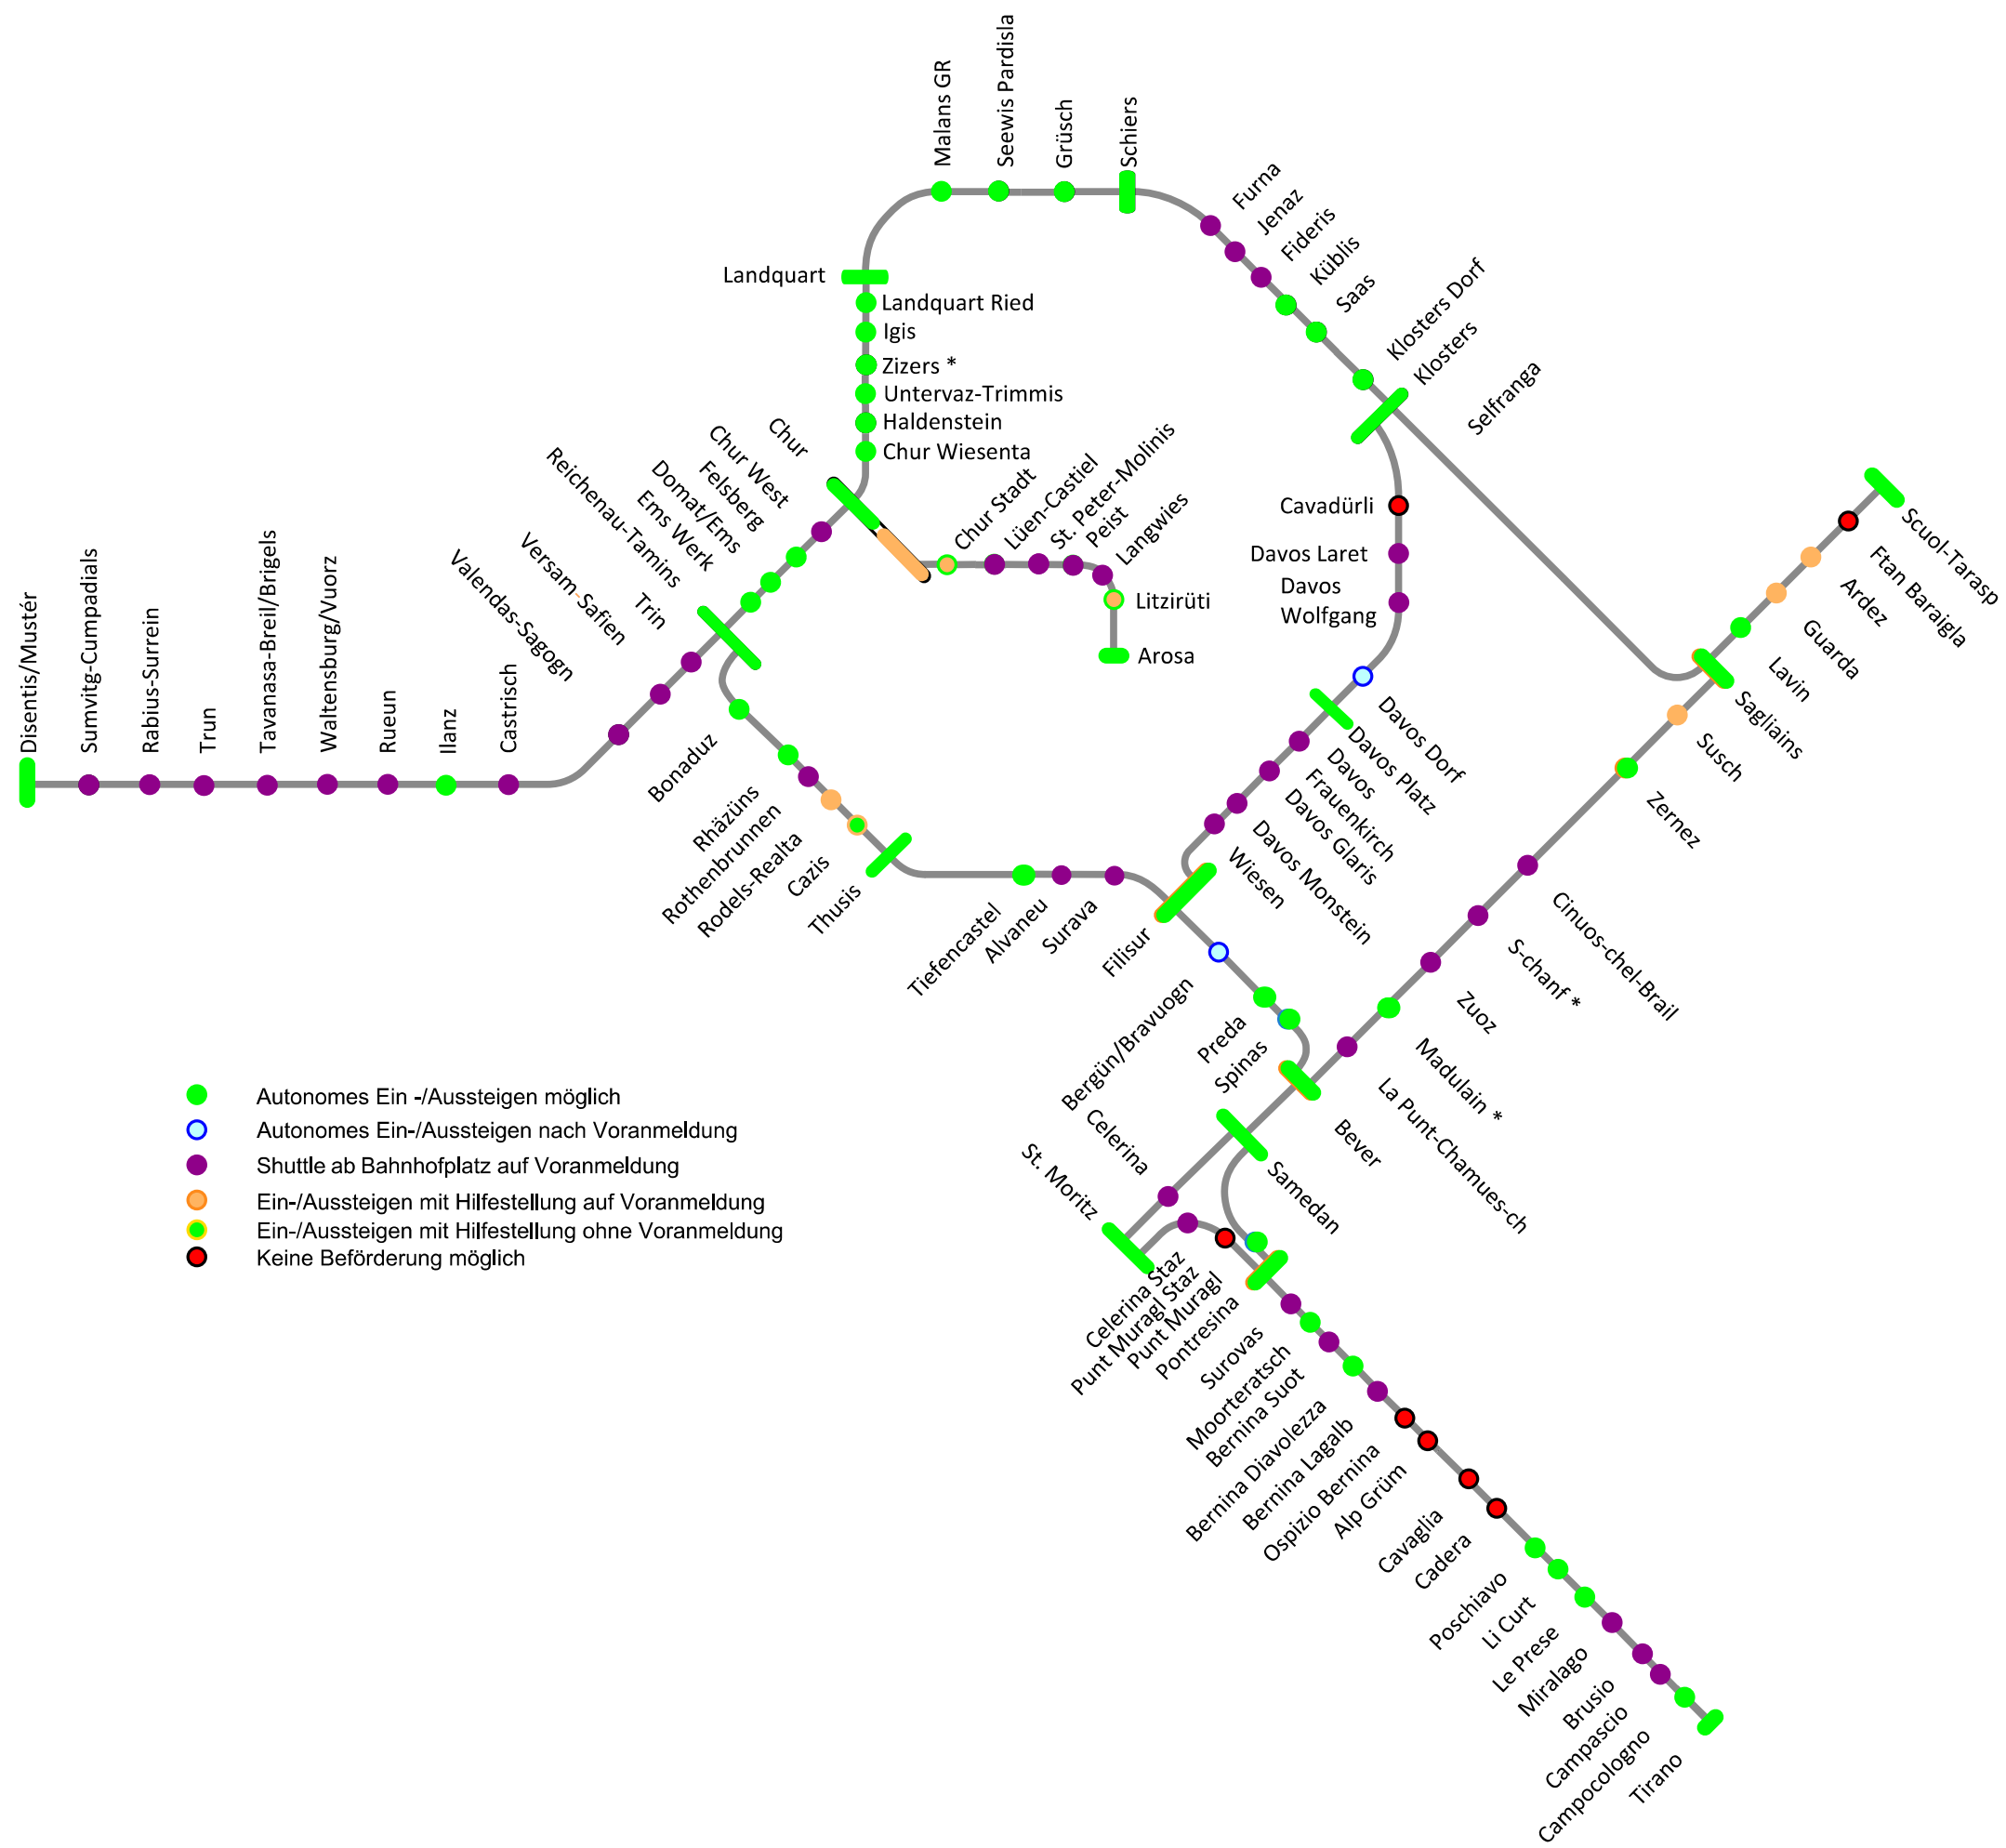 Malans GR
Seewis Pardisla
Grüsch
Schiers
Furna
Jenaz
Fideris
Küblis
Saas
Klosters Dorf
Klosters
Selfranga
Landquart
Landquart Ried
Igis
Zizers *
Untervaz-Trimmis
Haldenstein
Chur Wiesenta
Chur
Chur West
Felsberg
Domat/Ems
Ems Werk
Reichenau-Tamins
Trin
Versam-Safien
Valendas-Sagogn
Castrisch
Ilanz
Rueun
Waltensburg/Vuorz
Tavanasa-Breil/Brigels
Trun
Rabius-Surrein
Sumvitg-Cumpadials
Disentis/Mustér
Chur Stadt
Lüen-Castiel
St. Peter-Molinis
Peist
Langwies
Litzirüti
Arosa
Cavadürli
Davos Laret
Davos
Wolfgang
Davos Dorf
Davos Platz
Davos
Frauenkirch
Davos Glaris
Davos Monstein
Wiesen
Scuol-Tarasp
Ftan Baraigla
Ardez
Guarda
Lavin
Sagliains
Susch
Zernez
Cinuos-chel-Brail
S-chanf *
Zuoz
Madulain *
La Punt-Chamues-ch
Bever
Samedan
Bonaduz
Rhäzüns
Rothenbrunnen
Rodels-Realta
Cazis
Thusis
Tiefencastel
Alvaneu
Surava
Filisur
Bergün/Bravuogn
Preda
Spinas
Celerina
St. Moritz
Celerina Staz
Punt Muragl Staz
Punt Muragl
Pontresina
Surovas
Moorteratsch
Bernina Suot
Bernina Diavolezza
Bernina Lagalb
Ospizio Bernina
Alp Grüm
Cavaglia
Cadera
Poschiavo
Li Curt
Le Prese
Miralago
Brusio
Campascio
Campocologno
Tirano
Autonomes Ein -/Aussteigen möglich
Autonomes Ein-/Aussteigen nach Voranmeldung
Shuttle ab Bahnhofplatz auf Voranmeldung
Ein-/Aussteigen mit Hilfestellung auf Voranmeldung
Ein-/Aussteigen mit Hilfestellung ohne Voranmeldung
Keine Beförderung möglich